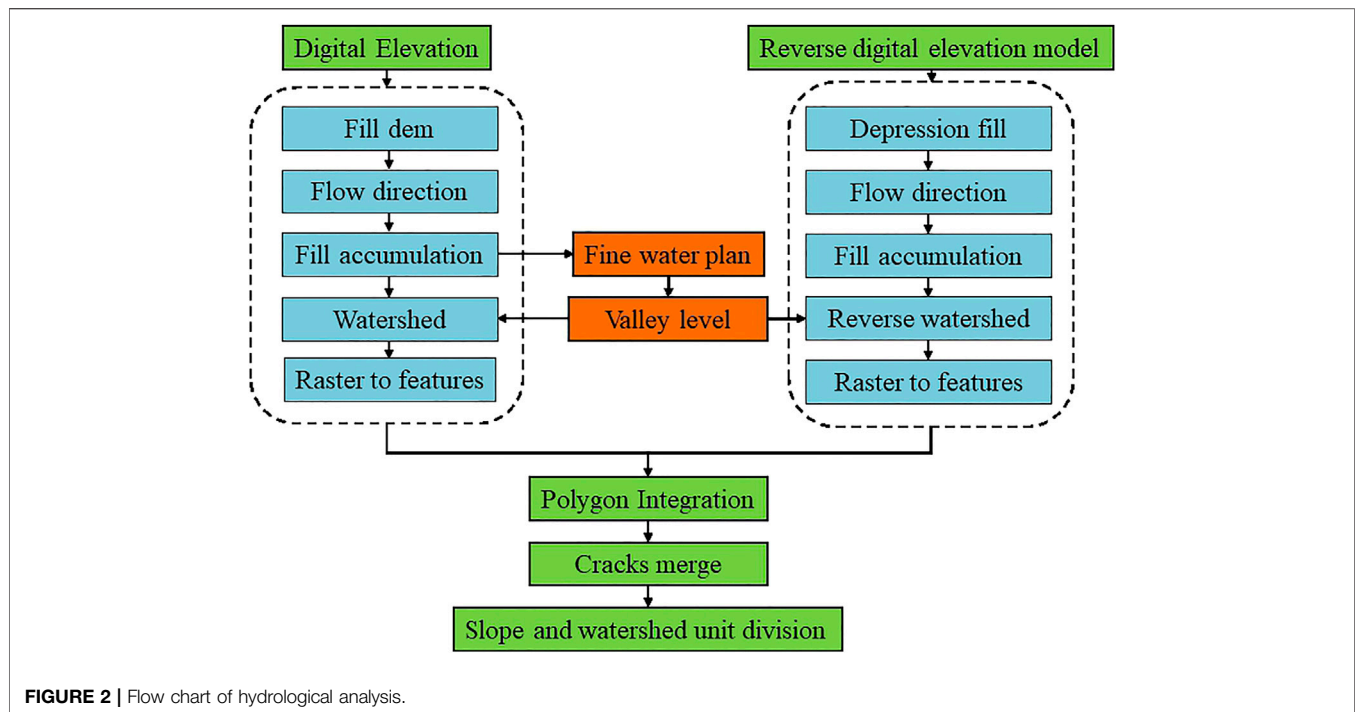 Digital Elevation
Reverse digital elevation model
Fill dem
Flow direction
Fill accumulation
Watershed
Raster to features
Fine water plan
Valley level
Depression fill
Flow direction
Fill accumulation
Reverse watershed
Raster to features
Polygon Integration
Cracks merge
Slope and watershed unit division
FIGURE 2 | Flow chart of hydrological analysis.